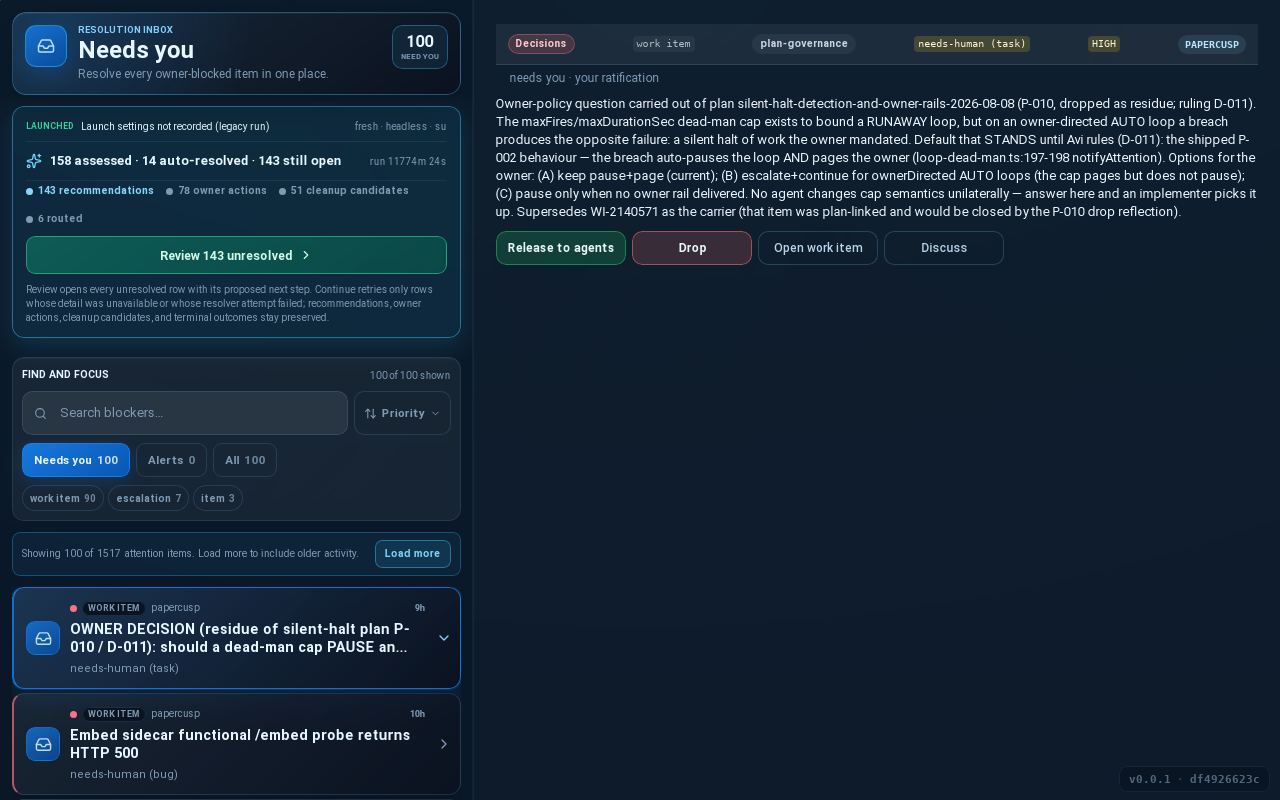 RESOLUTION INBOX
Needs you
Resolve every owner-blocked item in one place.
100
NEED YOU
LAUNCHED Launch settings not recorded (legacy run) fresh · headless · su
158 assessed · 14 auto-resolved · 143 still open run 11774m 24s
143 recommendations 78 owner actions 51 cleanup candidates
6 routed
Review 143 unresolved
Review opens every unresolved row with its proposed next step. Continue retries only rows
whose detail was unavailable or whose resolver attempt failed; recommendations, owner
actions, cleanup candidates, and terminal outcomes stay preserved.
FIND AND FOCUS 100 of 100 shown
Search blockers...
Priority
Needs you 100 Alerts 0 All 100
work item 90 escalation 7 item 3
Showing 100 of 1517 attention items. Load more to include older activity. Load more
WORK ITEM papercusp 9h
OWNER DECISION (residue of silent-halt plan P-
010 / D-011): should a dead-man cap PAUSE an...
needs-human (task)
WORK ITEM papercusp 10h
Embed sidecar functional /embed probe returns
HTTP 500
needs-human (bug)
Decisions work item plan-governance needs-human (task) HIGH PAPERCUSP
needs you · your ratification
Owner-policy question carried out of plan silent-halt-detection-and-owner-rails-2026-08-08 (P-010, dropped as residue; ruling D-011).
The maxFires/maxDurationSec dead-man cap exists to bound a RUNAWAY loop, but on an owner-directed AUTO loop a breach
produces the opposite failure: a silent halt of work the owner mandated. Default that STANDS until Avi rules (D-011): the shipped P-
002 behaviour — the breach auto-pauses the loop AND pages the owner (loop-dead-man.ts:197-198 notifyAttention). Options for the
owner: (A) keep pause+page (current); (B) escalate+continue for ownerDirected AUTO loops (the cap pages but does not pause);
(C) pause only when no owner rail delivered. No agent changes cap semantics unilaterally — answer here and an implementer picks it
up. Supersedes WI-2140571 as the carrier (that item was plan-linked and would be closed by the P-010 drop reflection).
Release to agents Drop Open work item Discuss
v0.0.1 · df4926623c